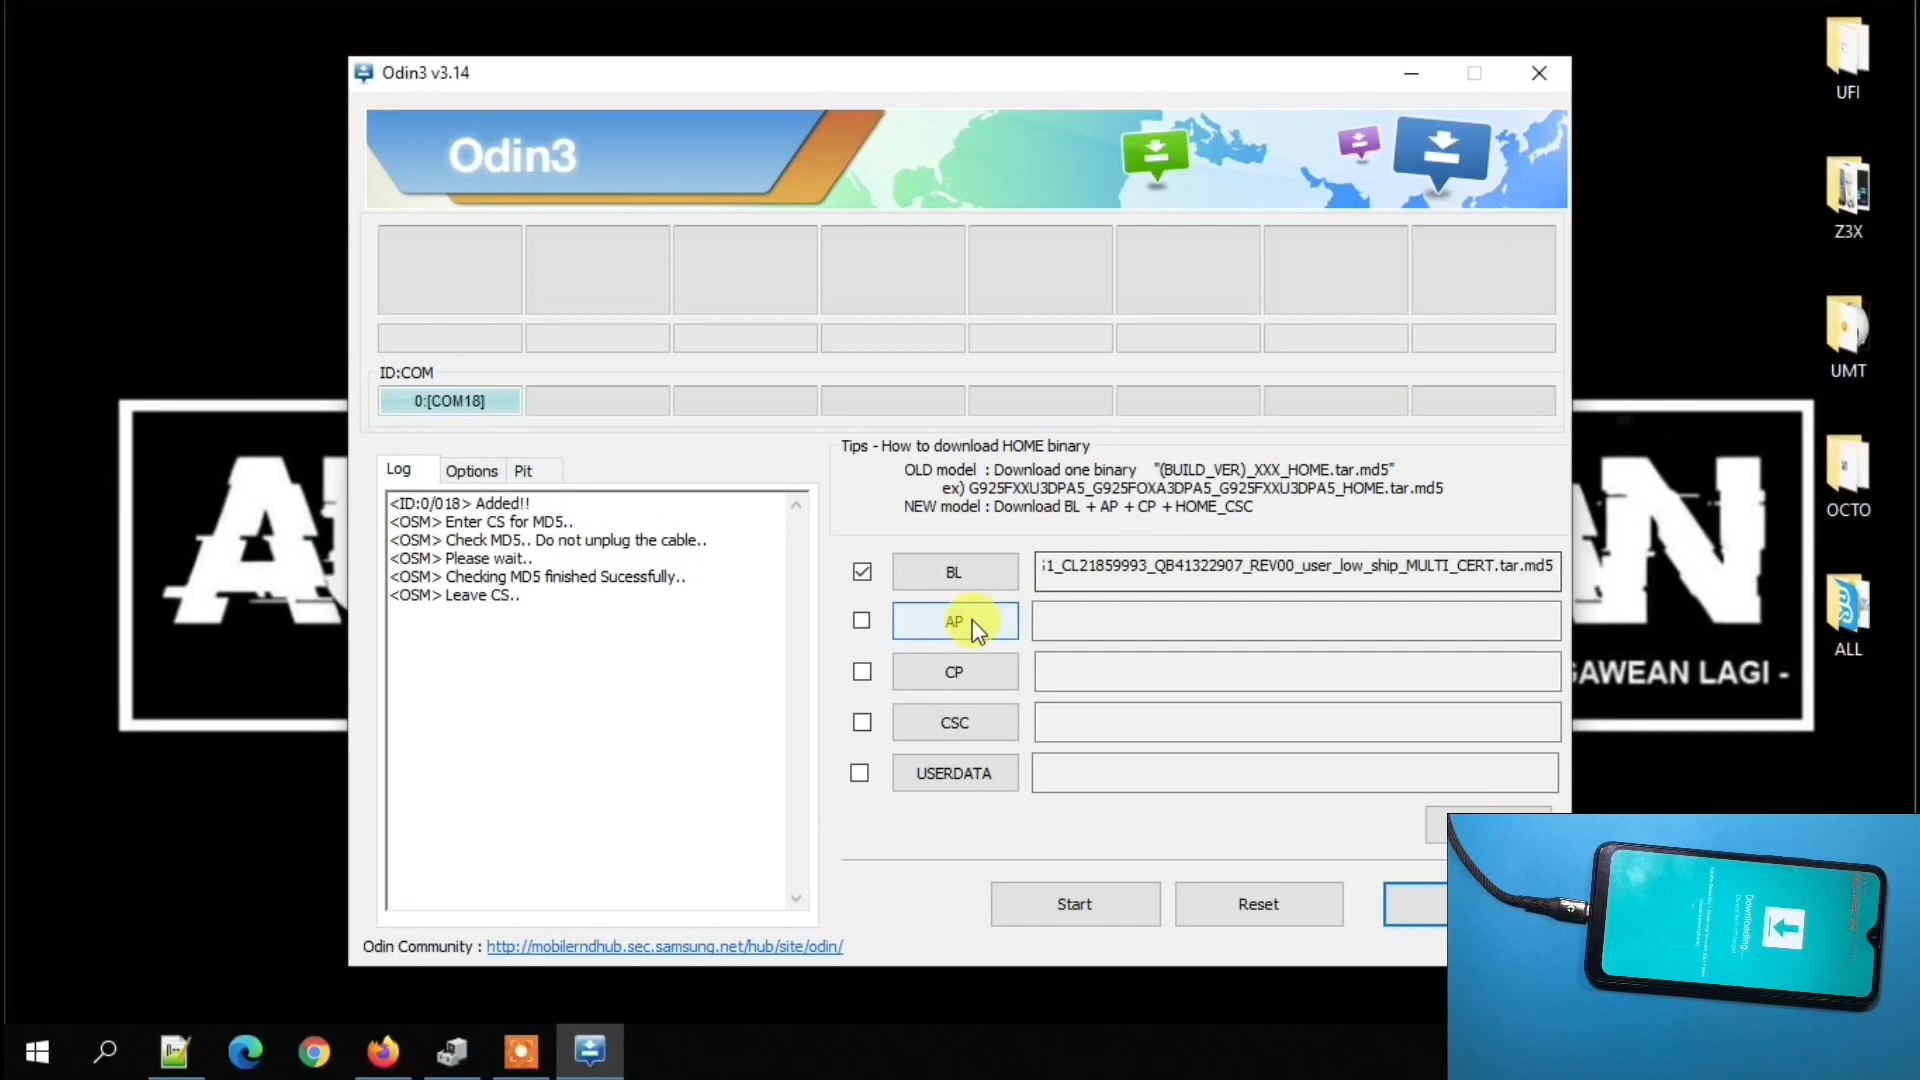 Odin3 v3.14
Odin3
ID:COM
0:[COM18]
Log
Options
Pit
<ID:0/018> Added!!
<OSM> Enter CS for MD5..
<OSM> Check MD5.. Do not unplug the cable..
<OSM> Please wait..
<OSM> Checking MD5 finished Sucessfully..
<OSM> Leave CS..
Tips - How to download HOME binary
OLD model : Download one binary "(BUILD_VER)_XXX_HOME.tar.md5"
ex) G925FXXU3DPA5_G925FOXA3DPA5_G925FXXU3DPA5_HOME.tar.md5
NEW model : Download BL + AP + CP + HOME_CSC
BL
_CL21859993_QB41322907_REV00_user_low_ship_MULTI_CERT.tar.md5
AP
CP
CSC
USERDATA
Start
Reset
Odin Community : http://mobilerndhub.sec.samsung.net/hub/site/odin/
UFI
Z3X
UMT
OCTO
ALL
GAWEAN LAGI -
Downloading...